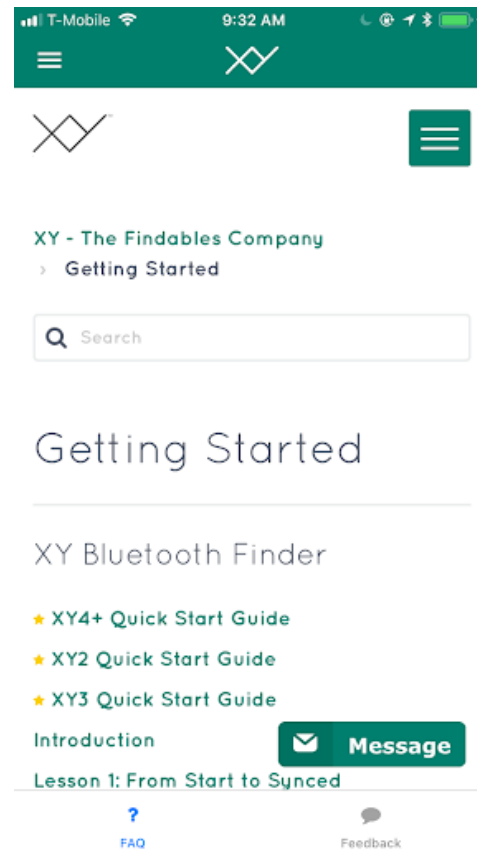 T-Mobile 9:32 AM
XY
XY™
XY - The Findables Company
› Getting Started
Search
Getting Started
XY Bluetooth Finder
XY4+ Quick Start Guide
XY2 Quick Start Guide
XY3 Quick Start Guide
Introduction
Message
Lesson 1: From Start to Synced
? 
FAQ
Feedback